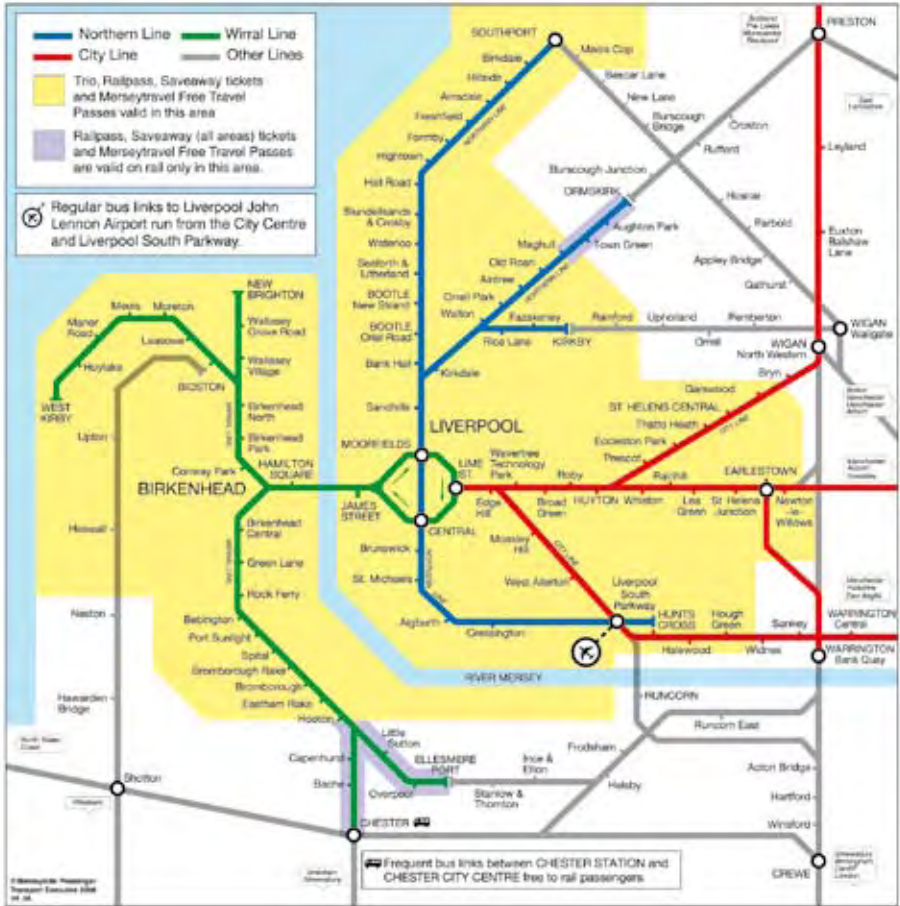 Northern Line
Wirral Line
City Line
Other Lines
Trio, Railpass, Saveaway tickets
and Merseytravel Free Travel
Passes valid in this area
Railpass, Saveaway (all areas) tickets
and Merseytravel Free Travel Passes
are valid on rail only in this area.
Regular bus links to Liverpool John
Lennon Airport run from the City Centre
and Liverpool South Parkway.
SOUTHPORT
Birkdale
Hillside
Ainsdale
Freshfield
Formby
Hightown
Hall Road
Blundellsands
& Crosby
Waterloo
Seaforth &
Litherland
BOOTLE
New Strand
BOOTLE
Oriel Road
Bank Hall
Sandhills
MOORFIELDS
LIVERPOOL
NORTHERN LINE
Meols Cop
Bescar Lane
New Lane
Burscough
Bridge
Hoscar
Parbold
Appley Bridge
Gathurst
PRESTON
Croston
Rufford
Burscough Junction
ORMSKIRK
Aughton Park
Town Green
Maghull
Old Roan
Aintree
Orrell Park
Walton
Kirkdale
NORTHERN LINE
Fazakerley
Rice Lane
KIRKBY
Rainford
Upholland
Orrell
Pemberton
WIGAN
Wallgate
WIGAN
North Western
Leyland
Euxton
Balshaw
Lane
Bryn
Garswood
ST HELENS CENTRAL
Thatto Heath
Eccleston Park
Prescot
CITY LINE
NEW
BRIGHTON
Wallasey
Grove Road
Wallasey
Village
Birkenhead
North
Birkenhead
Park
Conway Park
HAMILTON
SQUARE
BIRKENHEAD
Meols
Moreton
Manor
Road
Leasowe
Hoylake
WEST
KIRBY
BIDSTON
Upton
Heswall
Neston
Hawarden
Bridge
Shotton
JAMES
STREET
LIME
ST.
CENTRAL
Wavertree
Technology
Park
Edge
Hill
Broad
Green
Roby
HUYTON
Whiston
Rainhill
Lea
Green
St Helens
Junction
EARLESTOWN
Newton
-le-
Willows
Mossley
Hill
West Allerton
CITY LINE
Liverpool
South
Parkway
HUNTS
CROSS
Hough
Green
Halewood
Widnes
Sankey
WARRINGTON
Central
WARRINGTON
Bank Quay
Brunswick
St. Michaels
Aigburth
Cressington
RIVER MERSEY
Birkenhead
Central
Green Lane
Rock Ferry
Bebington
Port Sunlight
Spital
Bromborough Rake
Bromborough
Eastham Rake
Hooton
Little
Sutton
Overpool
ELLESMERE
PORT
Capenhurst
Bache
CHESTER
Stanlow &
Thornton
Ince &
Elton
Helsby
Frodsham
RUNCORN
Runcorn East
Acton Bridge
Hartford
Winsford
CREWE
Frequent bus links between CHESTER STATION and
CHESTER CITY CENTRE free to rail passengers.